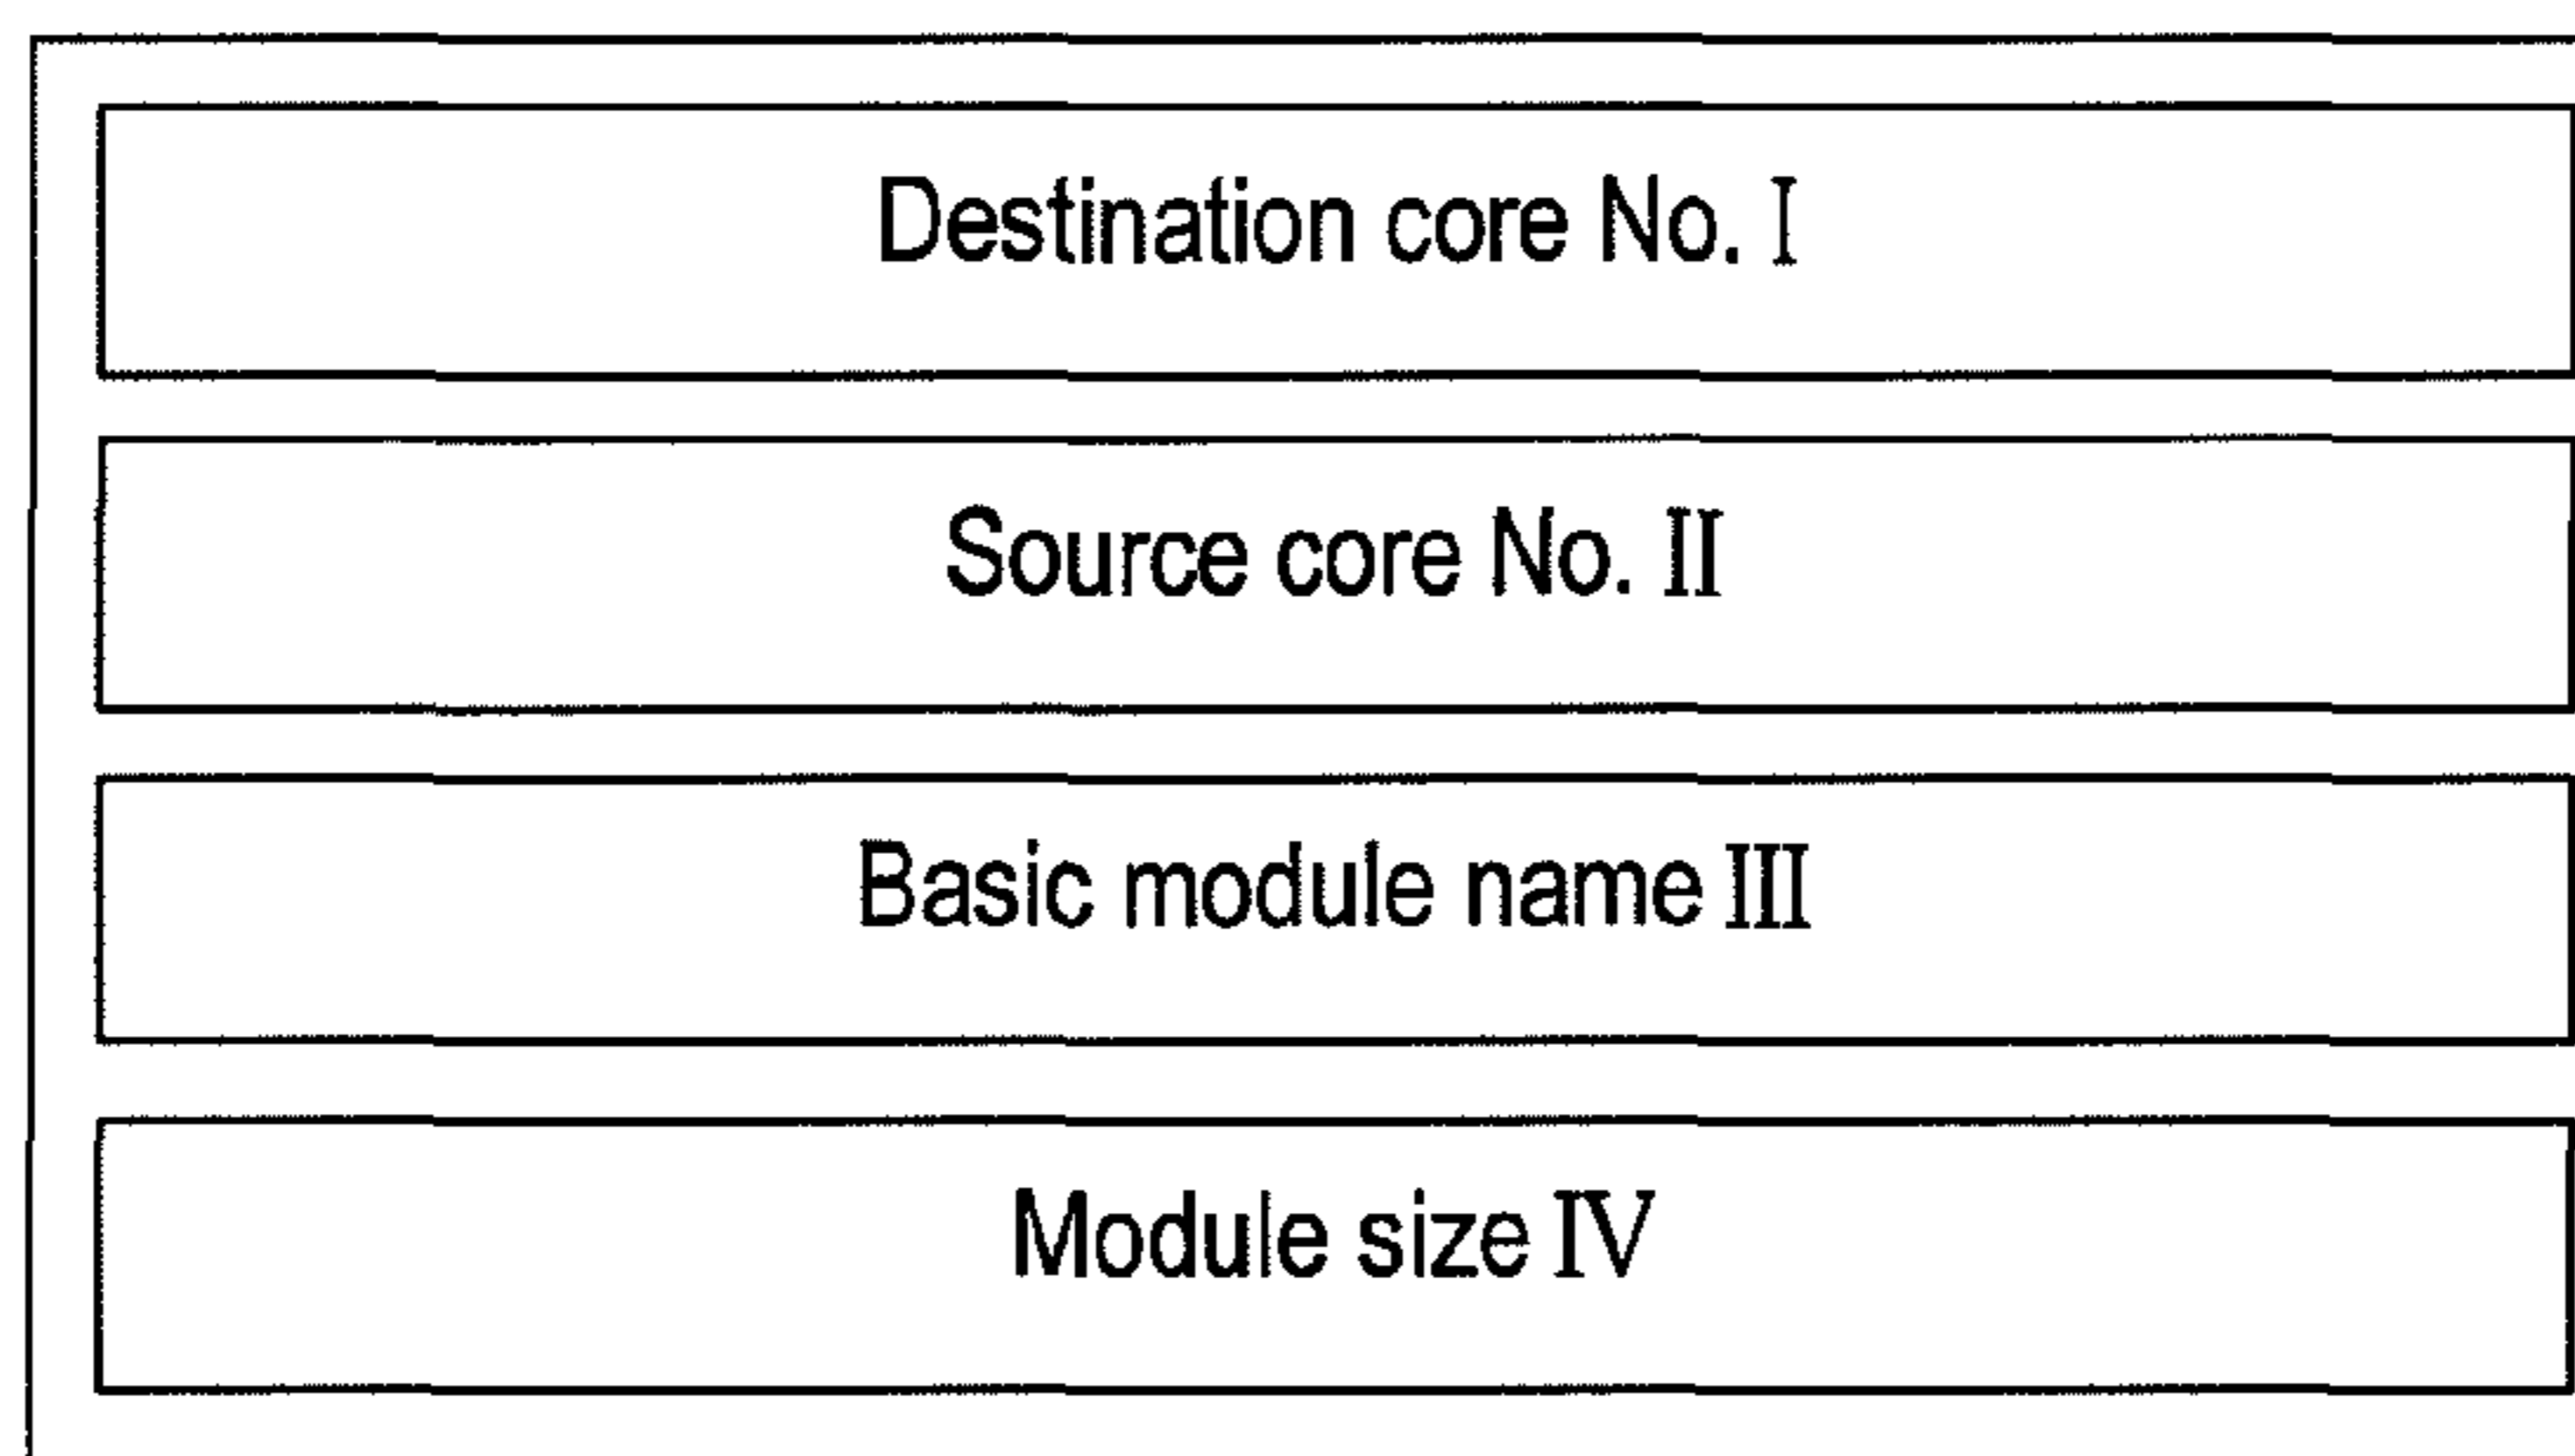 Destination core No. I
Source core No. II
Basic module name III
Module size IV